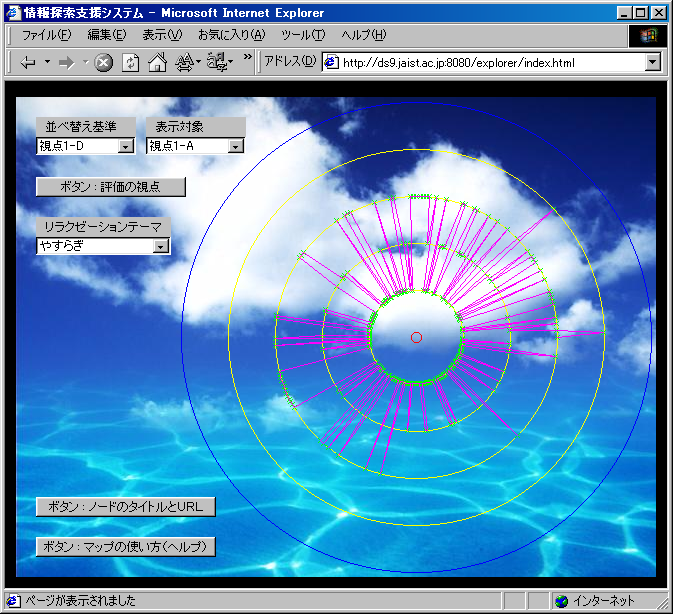 情報探索支援システム - Microsoft Internet Explorer
ファイル(F) 編集(E) 表示(V) お気に入り(A) ツール(T) ヘルプ(H)
» アドレス(D) http://ds9.jaist.ac.jp:8080/explorer/index.html
並べ替え基準 表示対象
視点1-D 視点1-A
ボタン：評価の視点
リラクゼーションテーマ
やすらぎ
ボタン：ノードのタイトルとURL
ボタン：マップの使い方(ヘルプ)
ページが表示されました インターネット